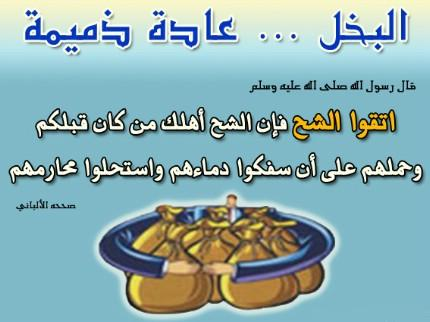 البخل ... عادة ذميمة
قال رسول الله صلى الله عليه وسلم
اتقوا الشح فإن الشح أهلك من كان قبلكم
وحملهم على أن سفكوا دماءهم واستحلوا محارمهم
صححه الألباني